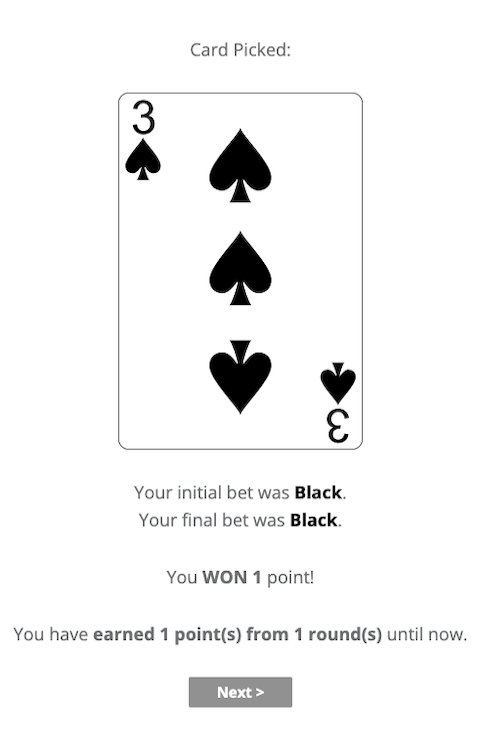 Card Picked:
3
3
Your initial bet was Black.
Your final bet was Black.
You WON 1 point!
You have earned 1 point(s) from 1 round(s) until now.
Next >